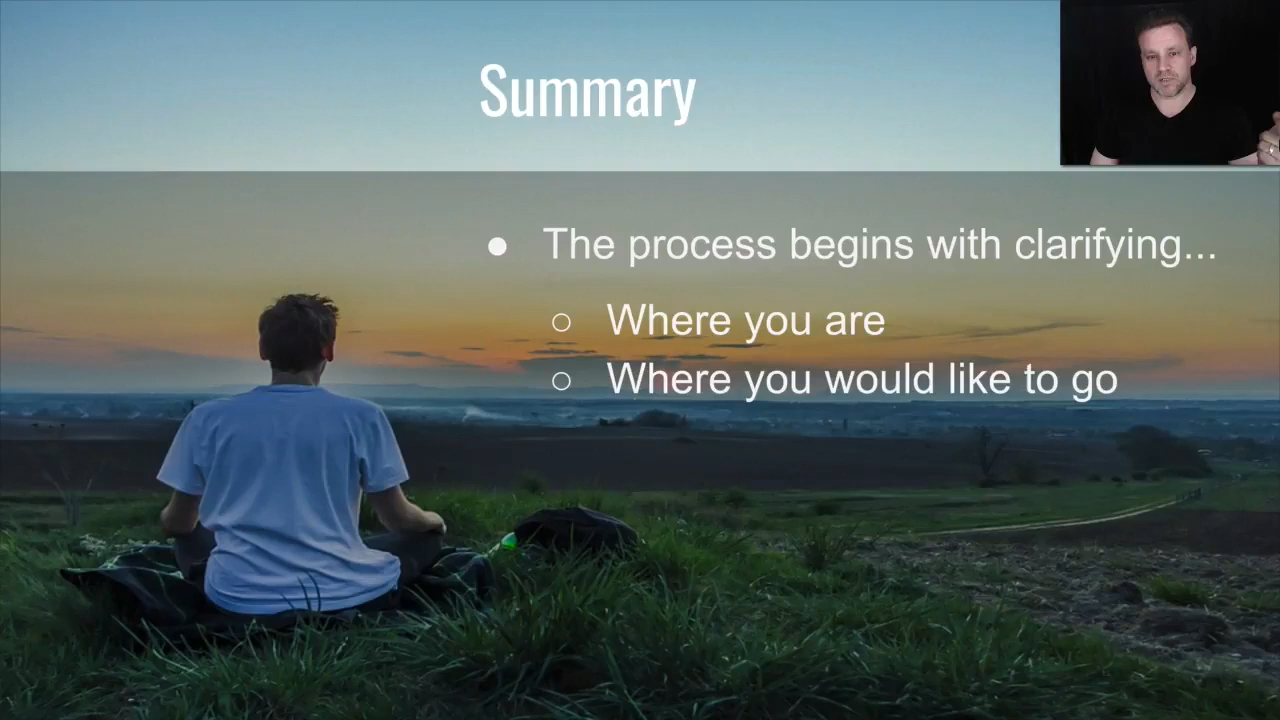 Summary
● The process begins with clarifying...
○ Where you are
○ Where you would like to go